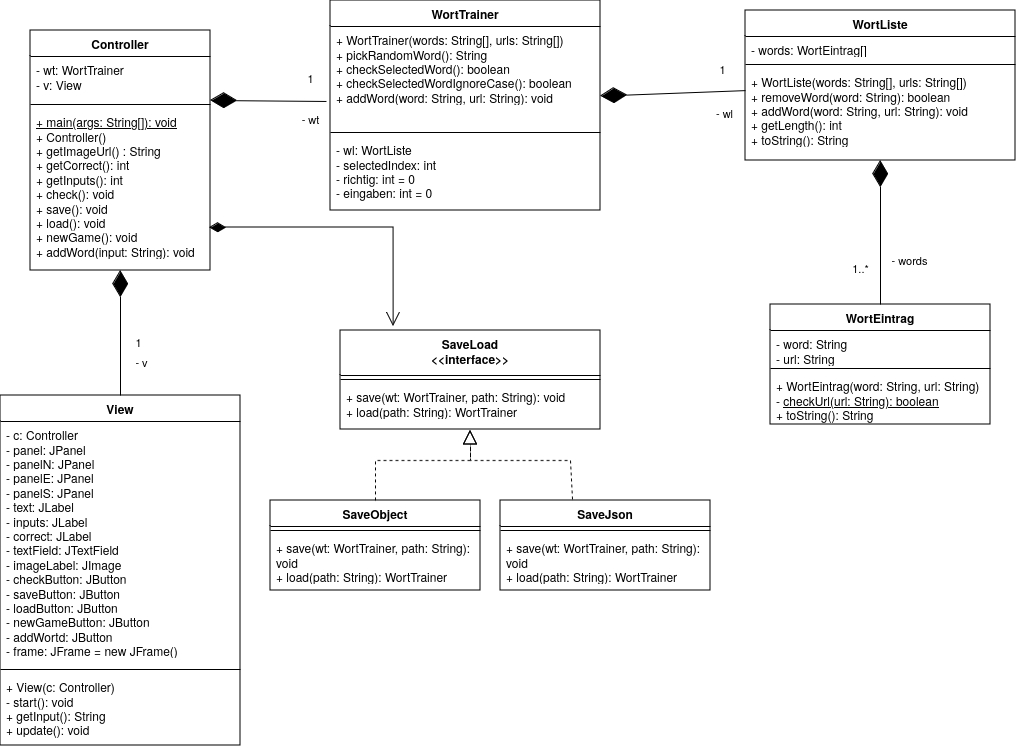 Controller
- wt: WortTrainer
- v: View
+ main(args: String[]): void
+ Controller()
+ getImageUrl() : String
+ getCorrect(): int
+ getInputs(): int
+ check(): void
+ save(): void
+ load(): void
+ newGame(): void
+ addWord(input: String): void
1
- wt
WortTrainer
+ WortTrainer(words: String[], urls: String[])
+ pickRandomWord(): String
+ checkSelectedWord(): boolean
+ checkSelectedWordIgnoreCase(): boolean
+ addWord(word: String, url: String): void
- wl: WortListe
- selectedIndex: int
- richtig: int = 0
- eingaben: int = 0
1
- wl
WortListe
- words: WortEintrag[]
+ WortListe(words: String[], urls: String[])
+ removeWord(word: String): boolean
+ addWord(word: String, url: String): void
+ getLength(): int
+ toString(): String
1..*
- words
WortEintrag
- word: String
- url: String
+ WortEintrag(word: String, url: String)
- checkUrl(url: String): boolean
+ toString(): String
1
- v
View
- c: Controller
- panel: JPanel
- panelN: JPanel
- panelE: JPanel
- panelS: JPanel
- text: JLabel
- inputs: JLabel
- correct: JLabel
- textField: JTextField
- imageLabel: JImage
- checkButton: JButton
- saveButton: JButton
- loadButton: JButton
- newGameButton: JButton
- addWortd: JButton
- frame: JFrame = new JFrame()
+ View(c: Controller)
- start(): void
+ getInput(): String
+ update(): void
SaveLoad
<<interface>>
+ save(wt: WortTrainer, path: String): void
+ load(path: String): WortTrainer
SaveObject
+ save(wt: WortTrainer, path: String):
void
+ load(path: String): WortTrainer
SaveJson
+ save(wt: WortTrainer, path: String):
void
+ load(path: String): WortTrainer